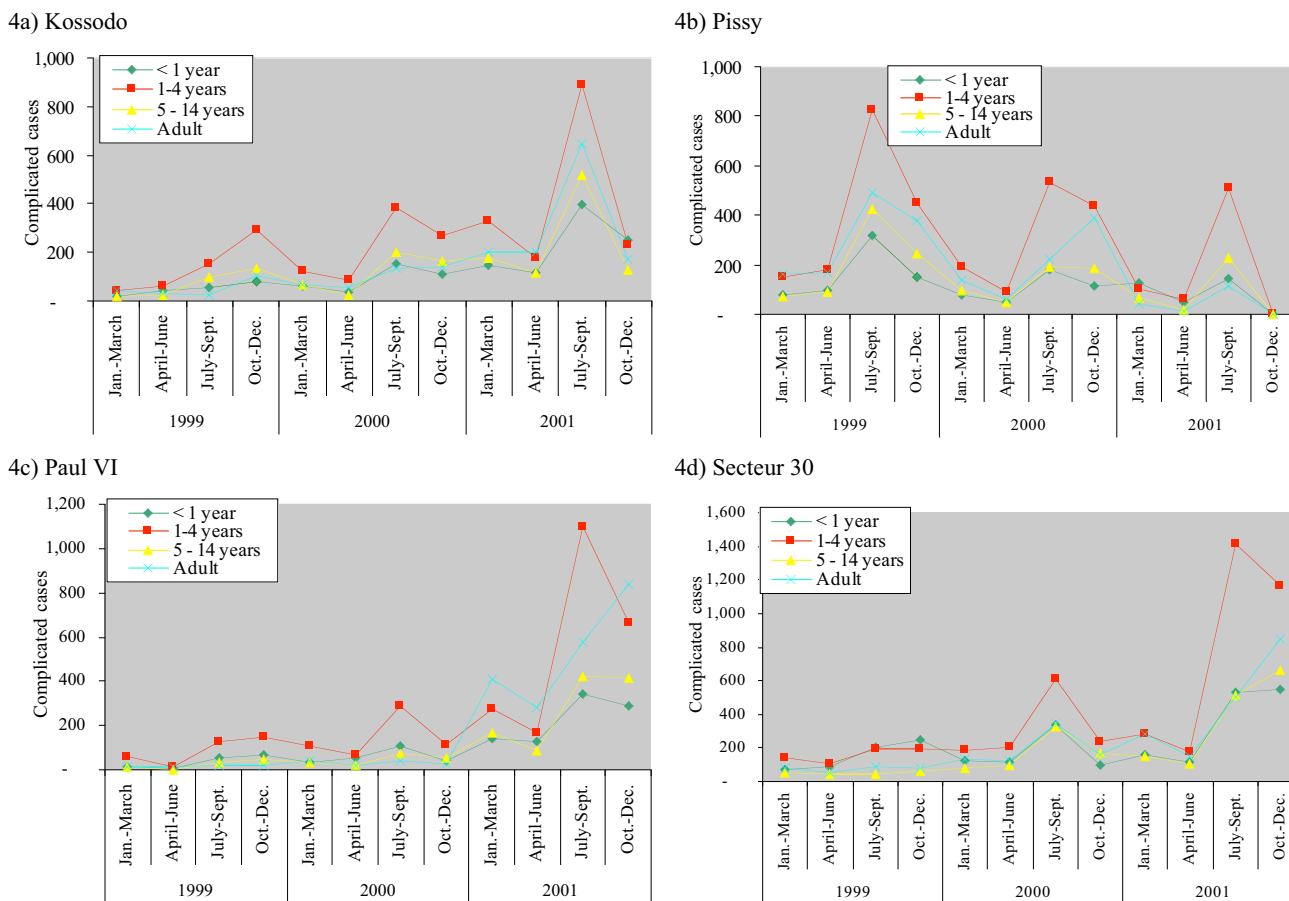 4a) Kossodo
1,000
800
600
400
200
-
Complicated cases
< 1 year
1-4 years
5 - 14 years
Adult
Jan.-March
April-June
July-Sept.
Oct.-Dec.
Jan.-March
April-June
July-Sept.
Oct.-Dec.
Jan.-March
April-June
July-Sept.
Oct.-Dec.
1999
2000
2001
4b) Pissy
1,000
800
600
400
200
-
Complicated cases
< 1 year
1-4 years
5 - 14 years
Adult
Jan.-March
April-June
July-Sept.
Oct.-Dec.
Jan.-March
April-June
July-Sept.
Oct.-Dec.
Jan.-March
April-June
July-Sept.
Oct.-Dec.
1999
2000
2001
4c) Paul VI
1,200
1,000
800
600
400
200
-
Complicated cases
< 1 year
1-4 years
5 - 14 years
Adult
Jan.-March
April-June
July-Sept.
Oct.-Dec.
Jan.-March
April-June
July-Sept.
Oct.-Dec.
Jan.-March
April-June
July-Sept.
Oct.-Dec.
1999
2000
2001
4d) Secteur 30
1,600
1,400
1,200
1,000
800
600
400
200
-
Complicated cases
< 1 year
1-4 years
5 - 14 years
Adult
Jan.-March
April-June
July-Sept.
Oct.-Dec.
Jan.-March
April-June
July-Sept.
Oct.-Dec.
Jan.-March
April-June
July-Sept.
Oct.-Dec.
1999
2000
2001